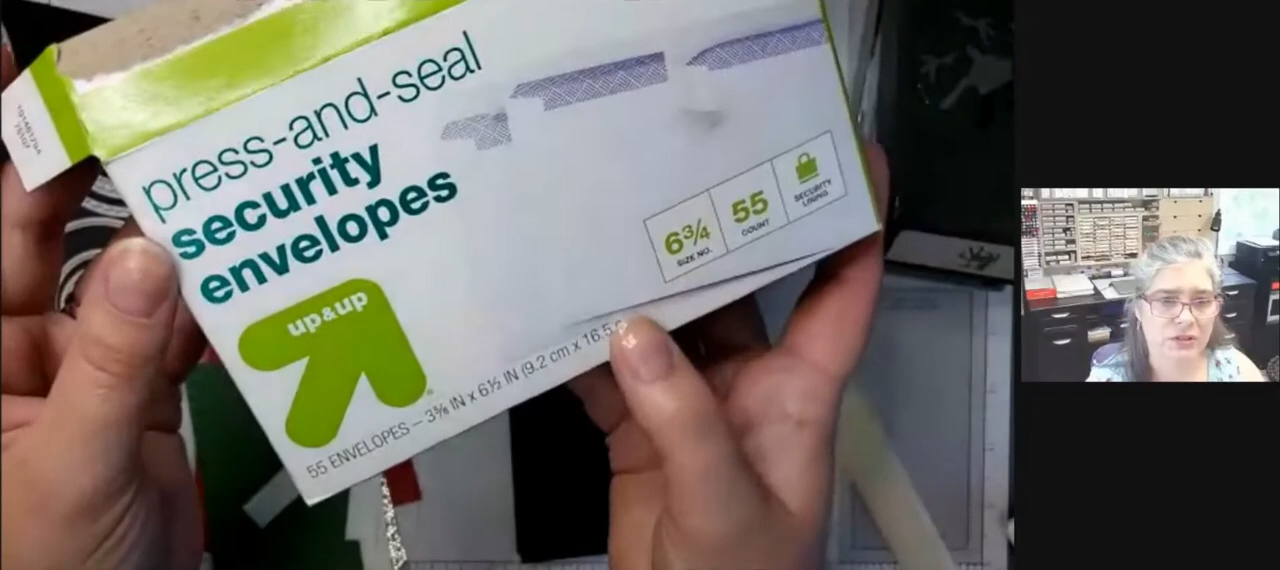 press-and-seal
security
envelopes
6¾
SIZE NO.
55
COUNT
SECURITY
LINING
up&up
55 ENVELOPES – 3⅝ IN x 6½ IN (9.2 cm x 16.5